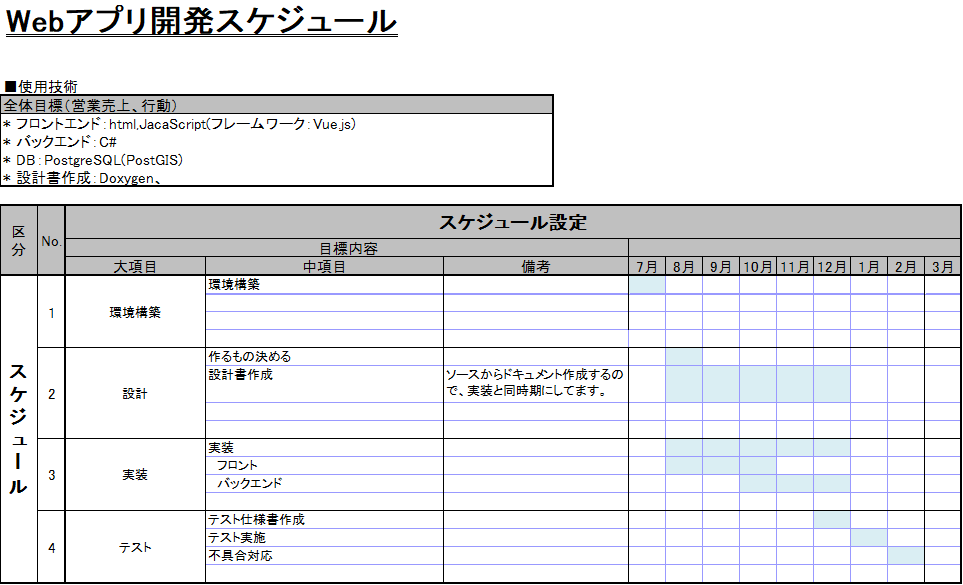 Webアプリ開発スケジュール
■使用技術
全体目標(営業売上、行動)
* フロントエンド:html,JacaScript(フレームワーク:Vue.js)
* バックエンド:C#
* DB:PostgreSQL(PostGIS)
* 設計書作成:Doxygen、
区分 No. スケジュール設定
目標内容
大項目 中項目 備考 7月 8月 9月 10月 11月 12月 1月 2月 3月
スケジュール
1 環境構築 環境構築
2 設計 作るもの決める
設計書作成 ソースからドキュメント作成するの
で、実装と同時期にしてます。
3 実装 実装
フロント
バックエンド
4 テスト テスト仕様書作成
テスト実施
不具合対応